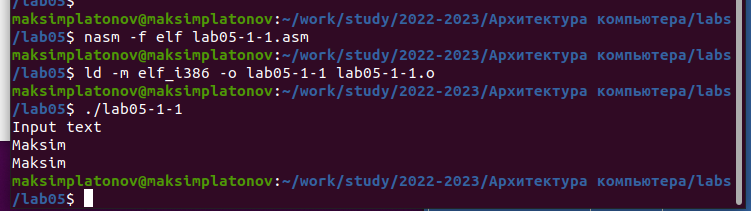 /lab05$
maksimplatonov@maksimplatonov:~/work/study/2022-2023/Архитектура компьютера/labs
/lab05$ nasm -f elf lab05-1-1.asm
maksimplatonov@maksimplatonov:~/work/study/2022-2023/Архитектура компьютера/labs
/lab05$ ld -m elf_i386 -o lab05-1-1 lab05-1-1.o
maksimplatonov@maksimplatonov:~/work/study/2022-2023/Архитектура компьютера/labs
/lab05$ ./lab05-1-1
Input text
Maksim
Maksim
maksimplatonov@maksimplatonov:~/work/study/2022-2023/Архитектура компьютера/labs
/lab05$